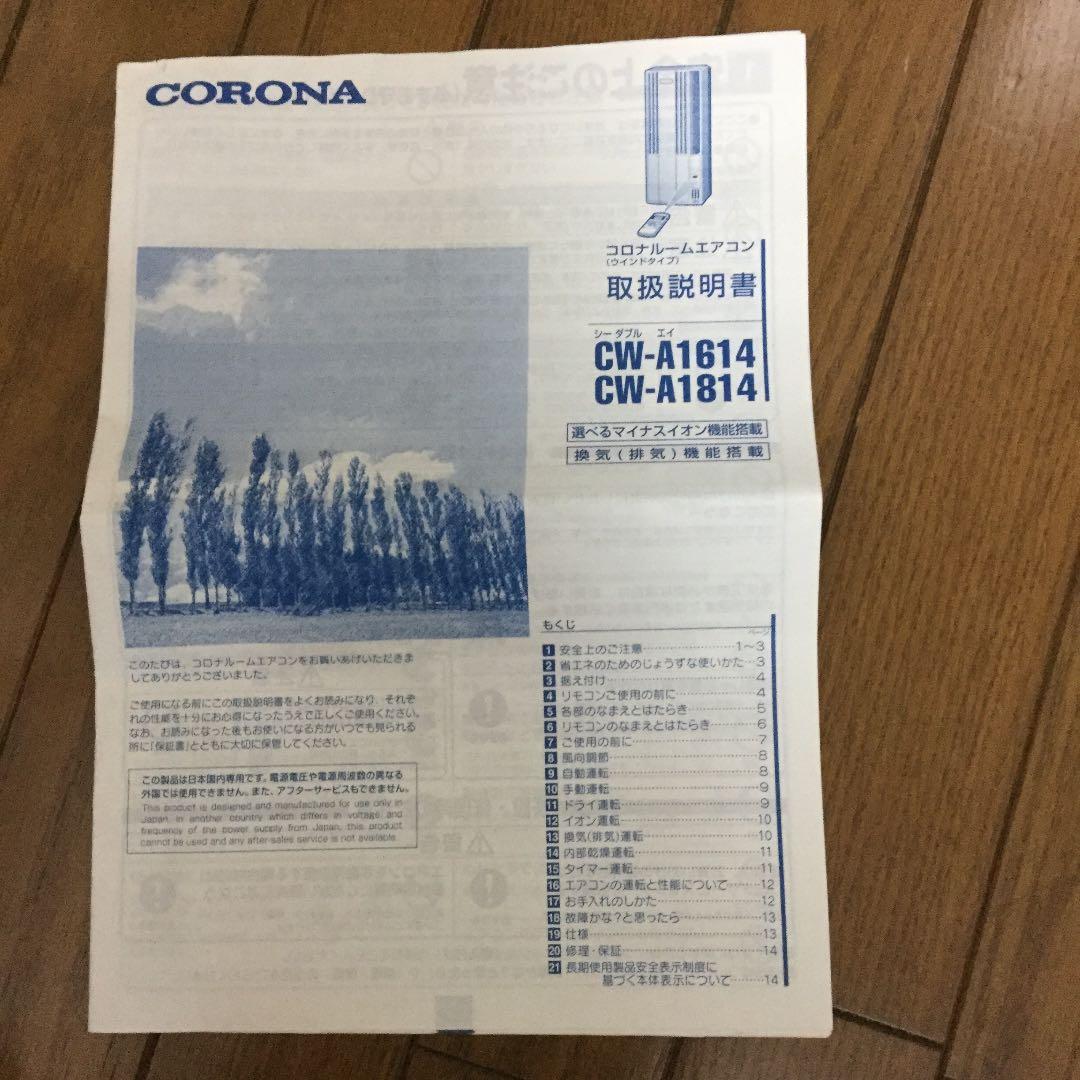 CORONA
コロナルームエアコン
(ウインドタイプ)
取扱説明書
シー ダブル エイ
CW-A1614
CW-A1814
選べるマイナスイオン機能搭載
換気(排気)機能搭載
このたびは、コロナルームエアコンをお買いあげいただきま
してありがとうございました。
ご使用になる前にこの取扱説明書をよくお読みになり、それぞ
れの性能を十分にお心得になったうえで正しくご使用ください。
なお、お読みになった後もお使いになる方がいつでも見られる
所に「保証書」とともに大切に保管してください。
この製品は日本国内専用です。電源電圧や電源周波数の異なる
外国では使用できません。また、アフターサービスもできません。
This product is designed and manufactured for use only in
Japan. In another country which differs in voltage and
frequency of the power supply from Japan, this product
cannot be used and any after-sales service is not available.
もくじ
ページ
1 安全上のご注意 1〜3
2 省エネのためのじょうずな使いかた 3
3 据え付け 4
4 リモコンご使用の前に 4
5 各部のなまえとはたらき 5
6 リモコンのなまえとはたらき 6
7 ご使用の前に 7
8 風向調節 8
9 自動運転 8
10 手動運転 9
11 ドライ運転 9
12 イオン運転 10
13 換気(排気)運転 10
14 内部乾燥運転 11
15 タイマー運転 11
16 エアコンの運転と性能について 12
17 お手入れのしかた 12
18 故障かな?と思ったら 13
19 仕様 13
20 修理・保証 14
21 長期使用製品安全表示制度に
基づく本体表示について 14